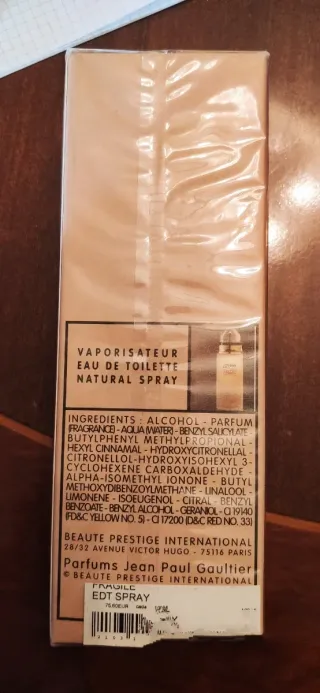 VAPORISATEUR
EAU DE TOILETTE
NATURAL SPRAY
INGREDIENTS : ALCOHOL - PARFUM
(FRAGRANCE) - AQUA (WATER) - BENZYL SALICYLATE
BUTYLPHENYL METHYLPROPIONAL -
HEXYL CINNAMAL - HYDROXYCITRONELLAL -
CITRONELLOL - HYDROXYISOHEXYL 3-
CYCLOHEXENE CARBOXALDEHYDE -
ALPHA-ISOMETHYL IONONE - BUTYL
METHOXYDIBENZOYLMETHANE - LINALOOL -
LIMONENE - ISOEUGENOL - CITRAL - BENZYL
BENZOATE - BENZYL ALCOHOL - GERANIOL - CI 19140
(FD&C YELLOW NO. 5) - CI 17200 (D&C RED NO. 33)
BEAUTE PRESTIGE INTERNATIONAL
28/32 AVENUE VICTOR HUGO - 75116 PARIS
Parfums Jean Paul Gaultier
© BEAUTE PRESTIGE INTERNATIONAL
FRAGILE
EDT SPRAY